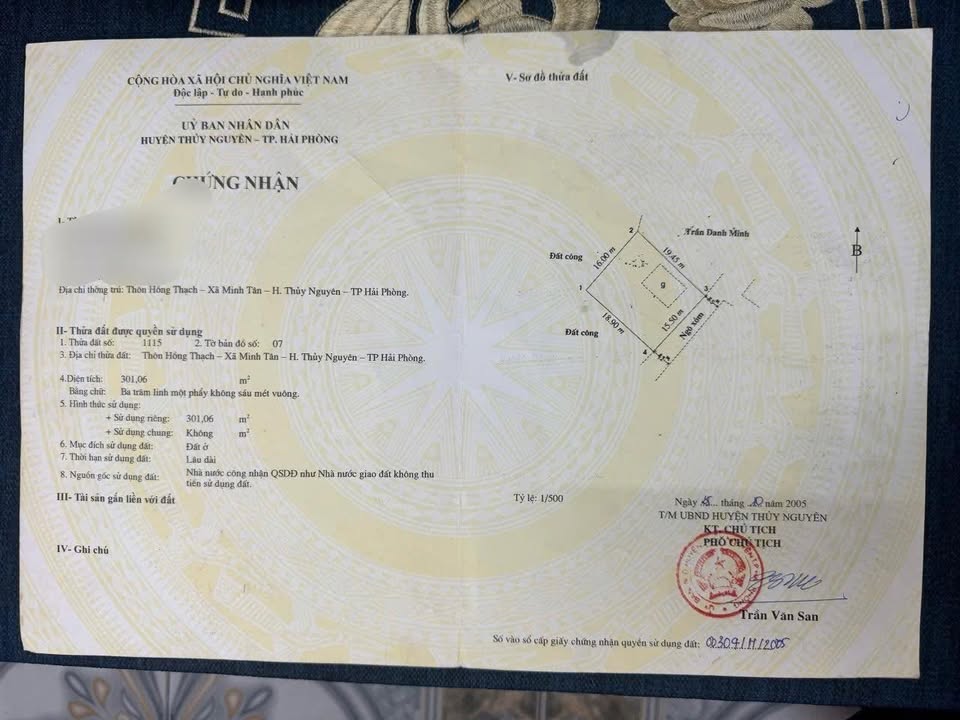 CỘNG HÒA XÃ HỘI CHỦ NGHĨA VIỆT NAM
Độc lập - Tự do - Hạnh phúc
UỶ BAN NHÂN DÂN
HUYỆN THỦY NGUYÊN – TP. HẢI PHÒNG
CHỨNG NHẬN
Địa chỉ thường trú: Thôn Hồng Thạch – Xã Minh Tân – H. Thủy Nguyên – TP Hải Phòng.
II- Thửa đất được quyền sử dụng
1. Thửa đất số: 1115 2. Tờ bản đồ số: 07
3. Địa chỉ thửa đất: Thôn Hồng Thạch – Xã Minh Tân – H. Thủy Nguyên – TP Hải Phòng.
4.Diện tích: 301,06 m²
Bằng chữ: Ba trăm linh một phẩy không sáu mét vuông.
5. Hình thức sử dụng:
+ Sử dụng riêng: 301,06 m²
+ Sử dụng chung: Không m²
6. Mục đích sử dụng đất: Đất ở
7. Thời hạn sử dụng đất: Lâu dài
8. Nguồn gốc sử dụng đất: Nhà nước công nhận QSDĐ như Nhà nước giao đất không thu
tiền sử dụng đất.
III- Tài sản gắn liền với đất
IV- Ghi chú
V- Sơ đồ thửa đất
2
Trần Danh Minh
Đất công
16.00 m
19.45 m
B
g
1
3
18.90 m
15.50 m
Đất công
Ngõ xóm
4
Tỷ lệ: 1/500
Ngày tháng 10 năm 2005
T/M UBND HUYỆN THỦY NGUYÊN
KT. CHỦ TỊCH
PHÓ CHỦ TỊCH
Trần Văn San
Số vào sổ cấp giấy chứng nhận quyền sử dụng đất: